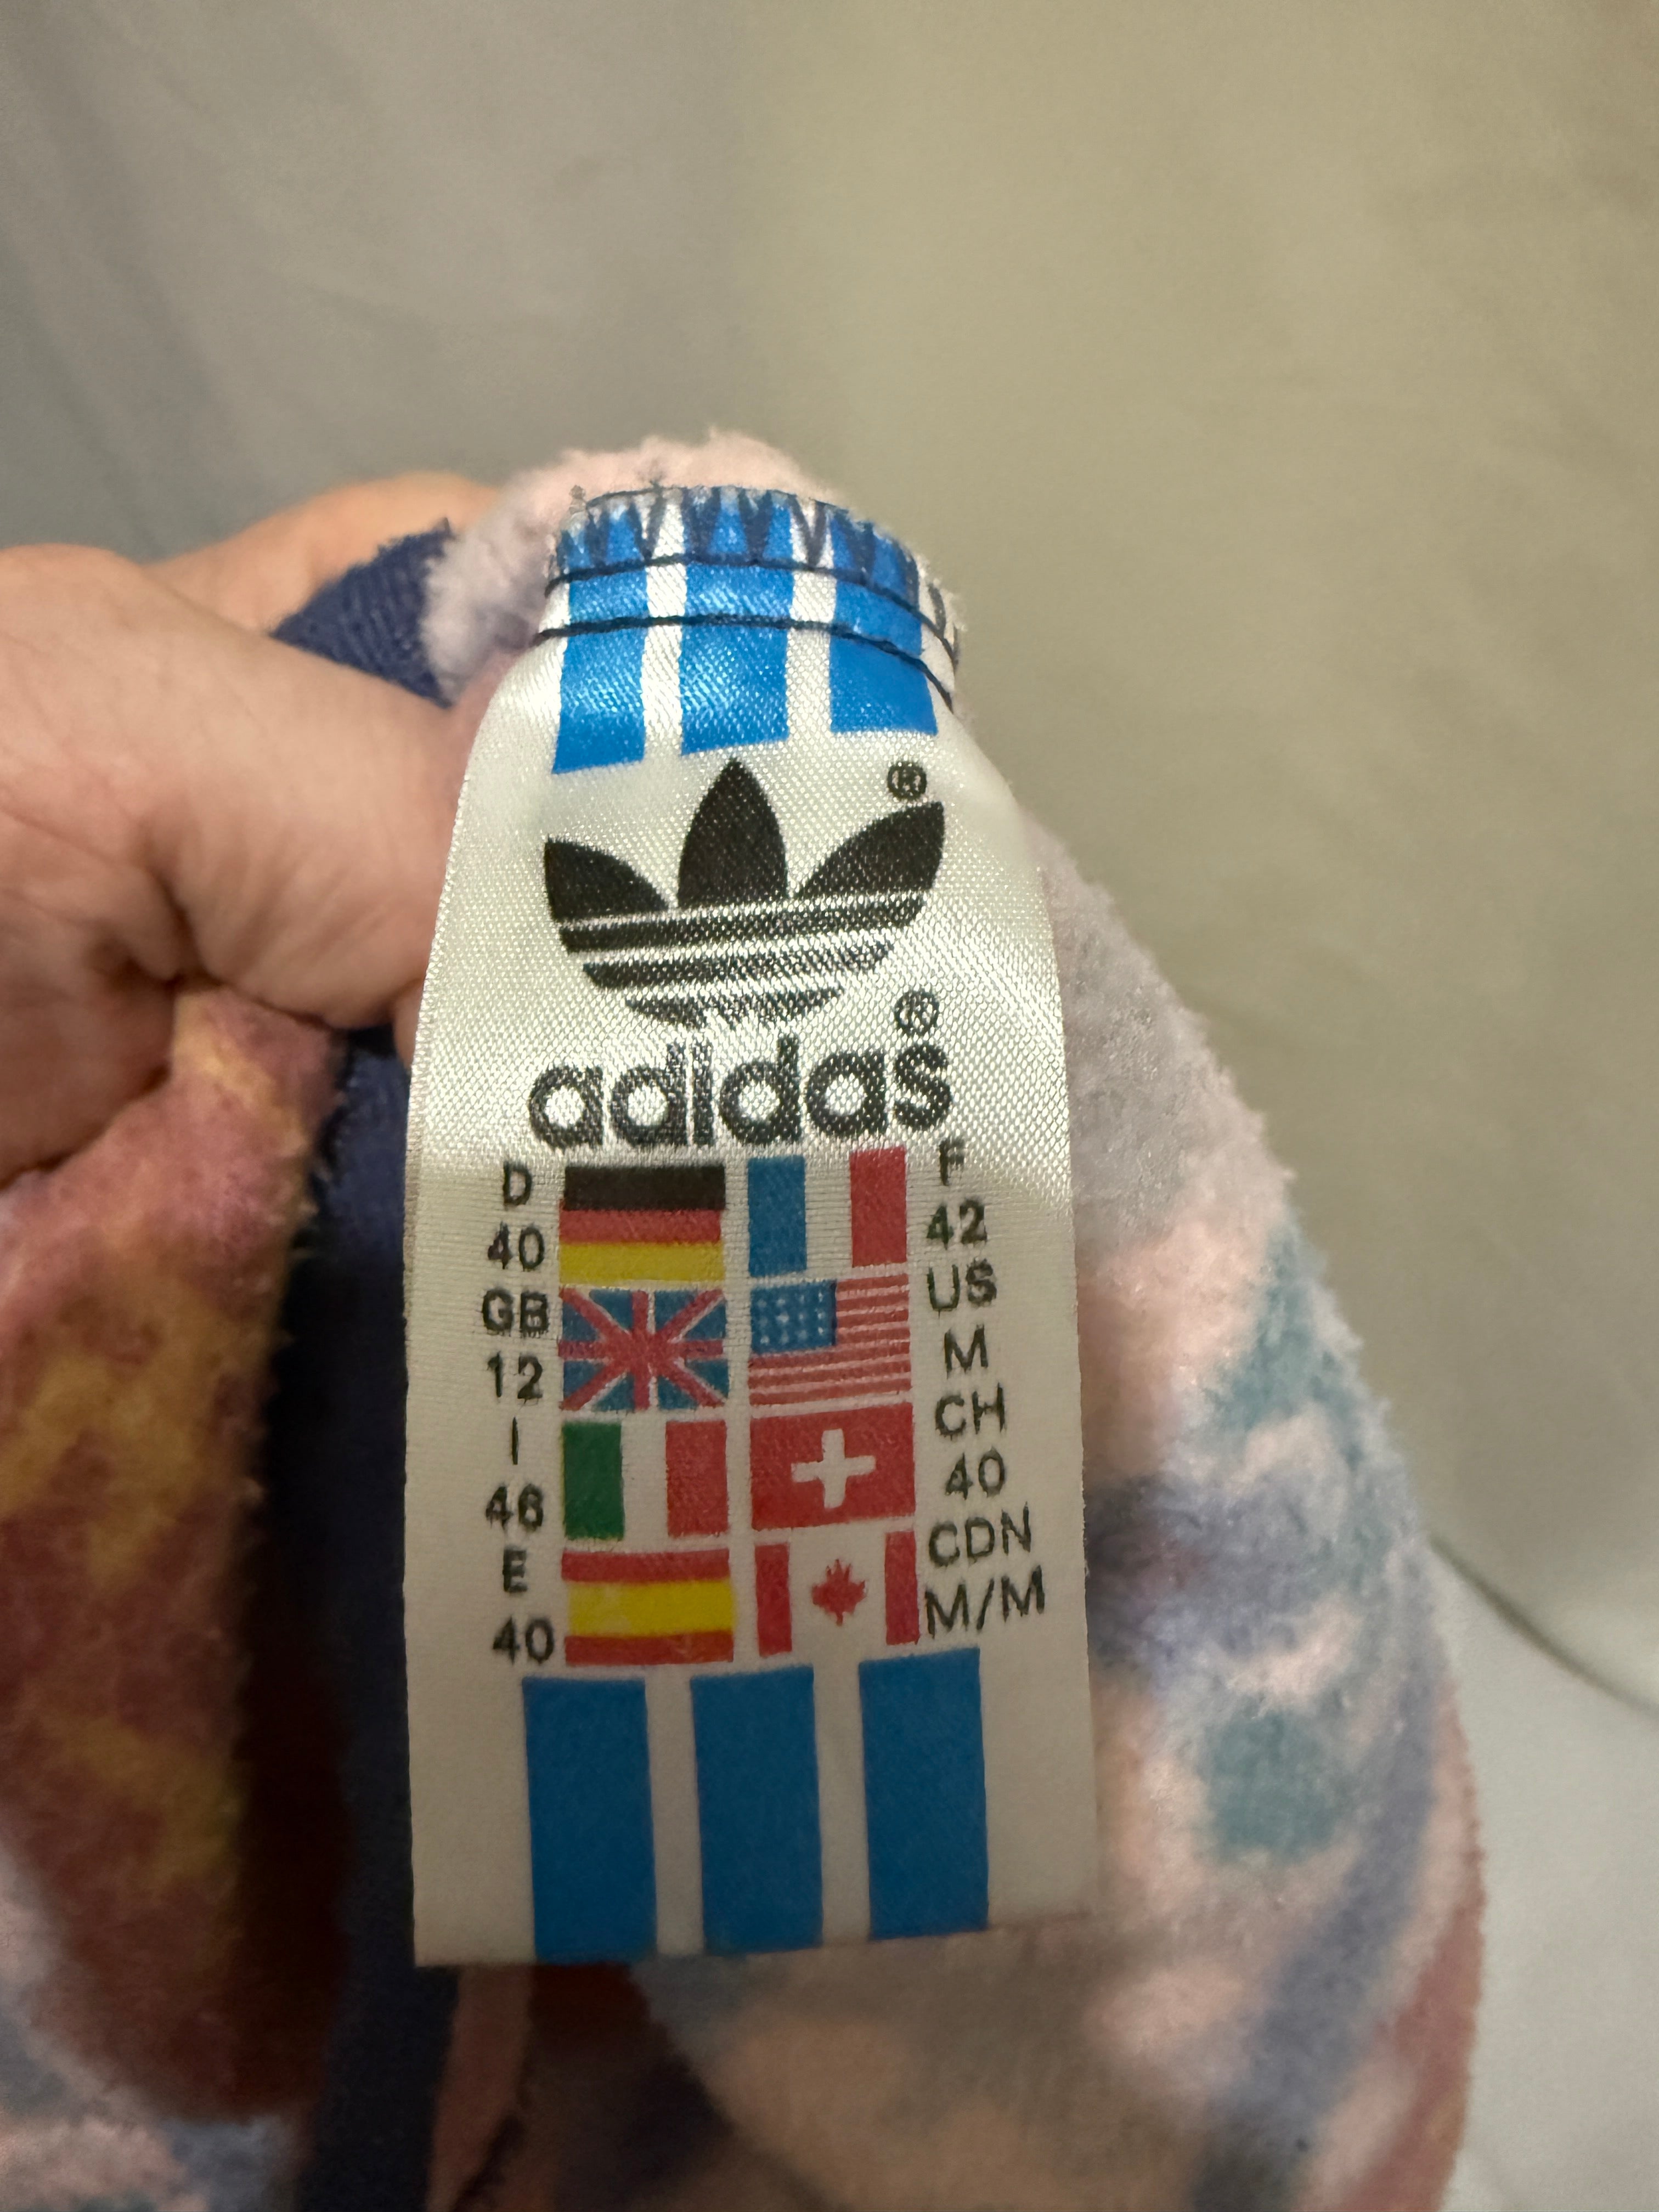 ®
®
adidas
D
40
GB
12
I
46
E
40
F
42
US
M
CH
40
CDN
M/M